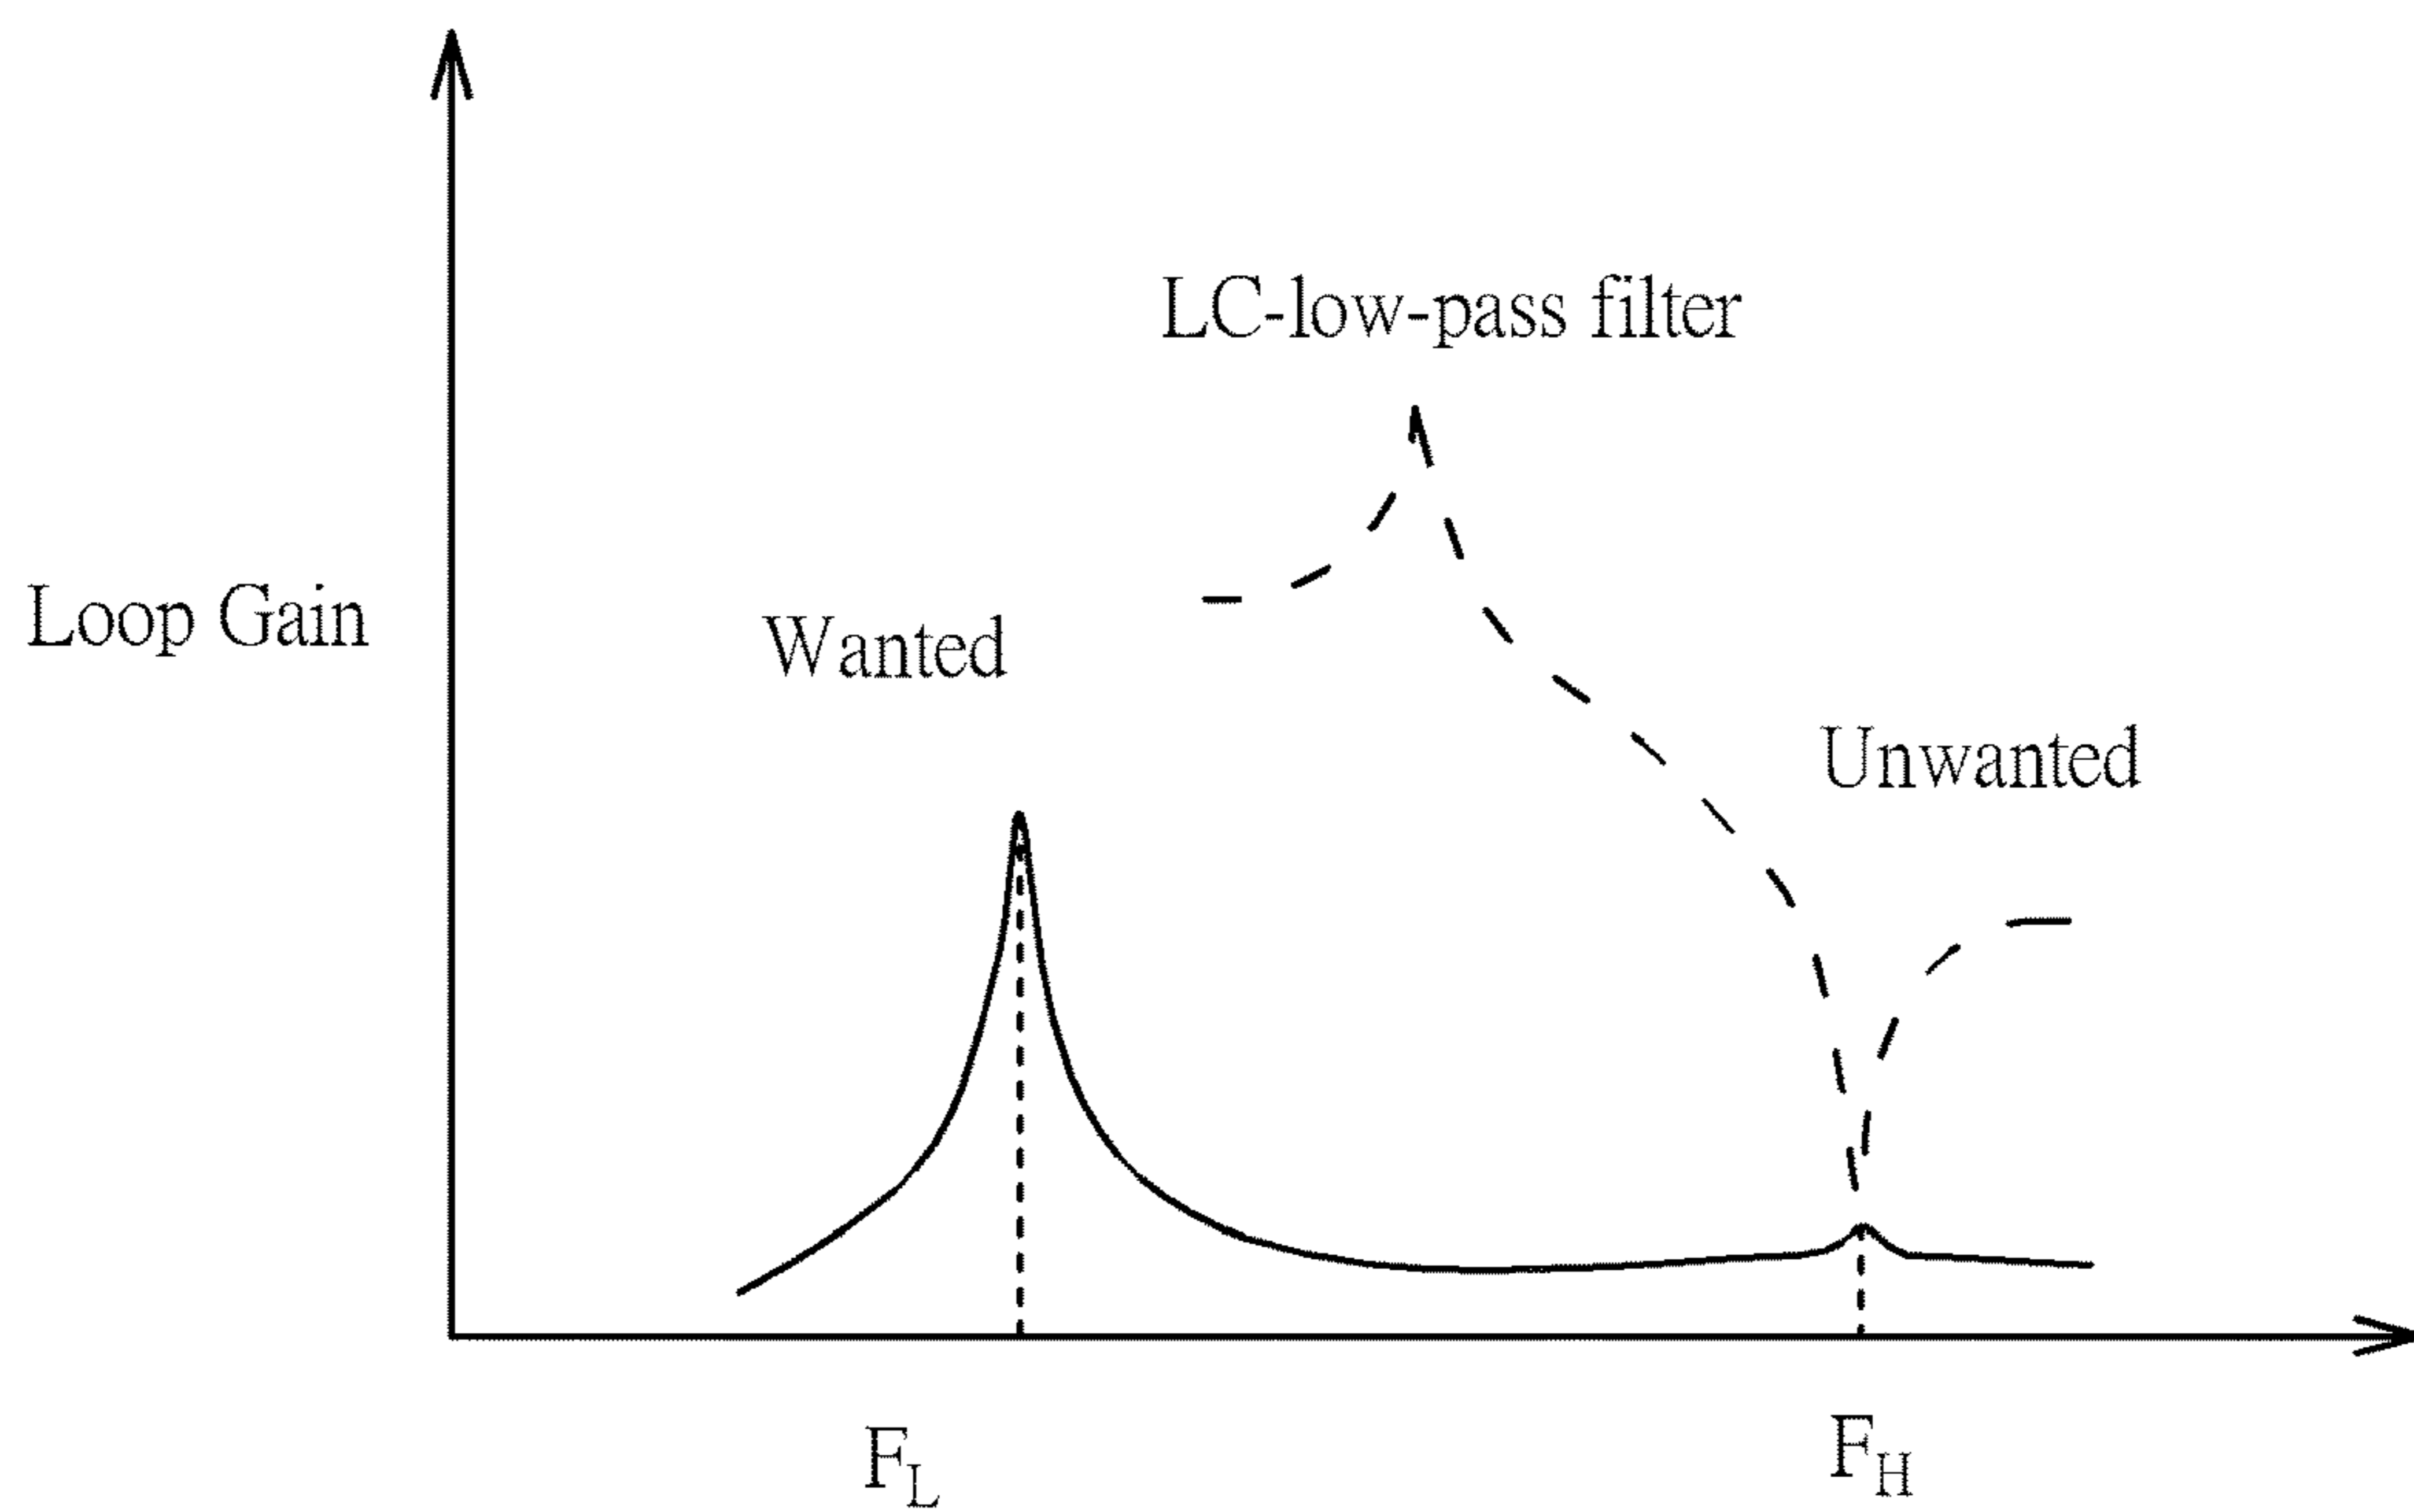 LC-low-pass filter
Loop Gain
Wanted
Unwanted
F_L
F_H